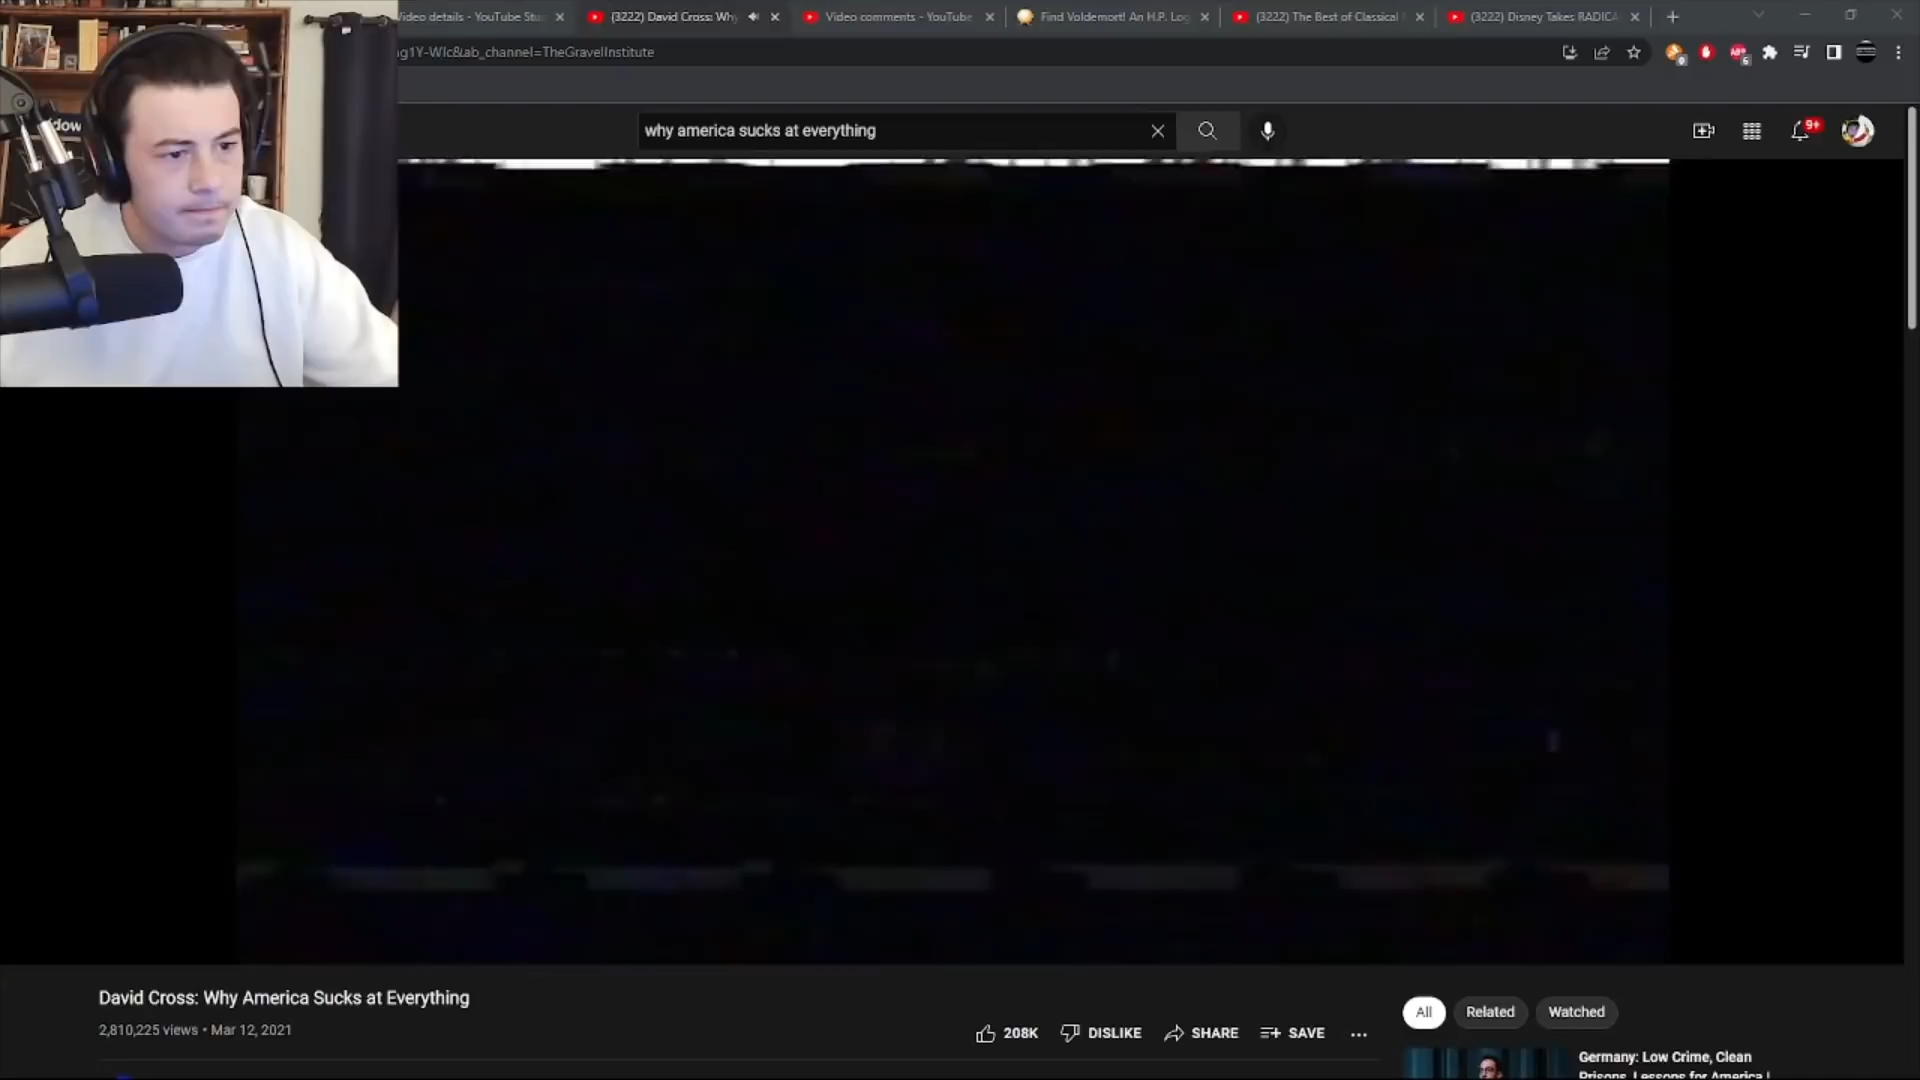 Video details - YouTube Stu
(3222) David Cross: Why
Video comments - YouTube
Find Voldemort! An H.P. Log
(3222) The Best of Classical
(3222) Disney Takes RADICA
g1Y-WIc&ab_channel=TheGravelInstitute
why america sucks at everything
9+
David Cross: Why America Sucks at Everything
2,810,225 views • Mar 12, 2021
208K
DISLIKE
SHARE
SAVE
All
Related
Watched
Germany: Low Crime, Clean
Prisons, Lessons for America |